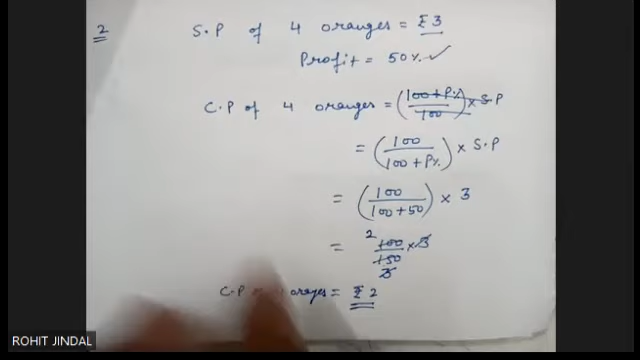 2 S.P of 4 oranges = ₹3
Profit = 50% ✓
C.P of 4 oranges = (100+P%/100) × S.P
= (100/100+P%) × S.P
= (100/100+50) × 3
= 2 100/150 × 3
3
C.P oranges = ₹2
ROHIT JINDAL